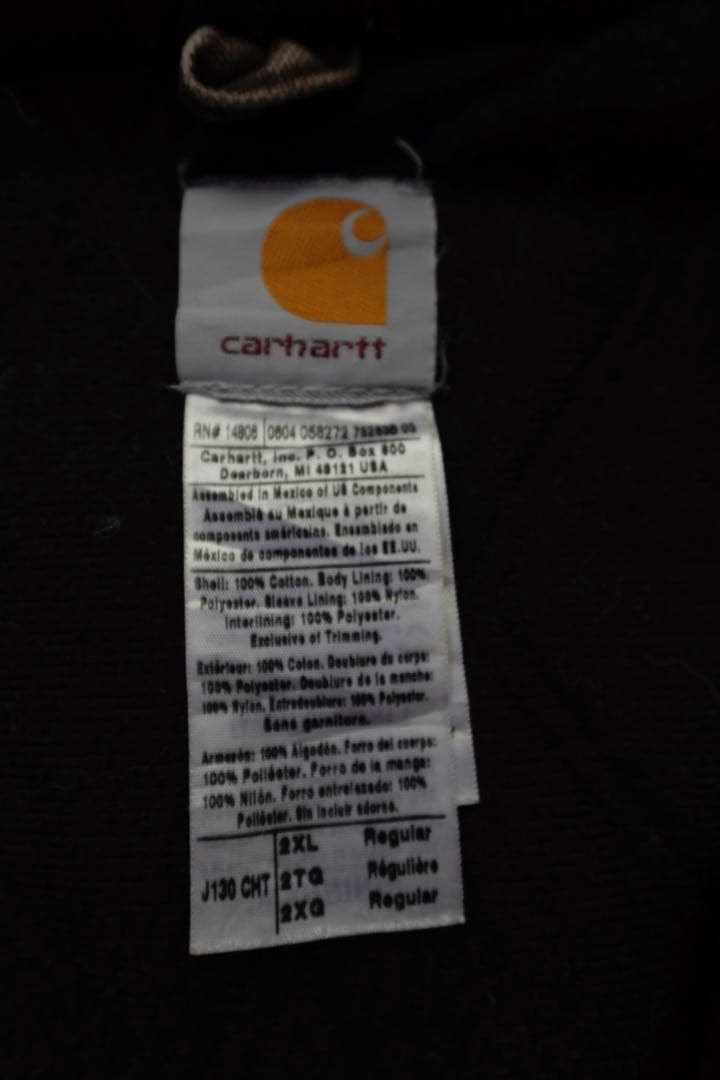 carhartt
RN# 14806 0604 058272
Carhartt, Inc. P. O. Box 600
Dearborn, MI 48121 USA
Assembled in Mexico of US Components
Assemblé au Mexique à partir de
composants américains. Ensamblado en
México de componentes de los EE.UU.
Shell: 100% Cotton. Body Lining: 100%
Polyester. Sleeve Lining: 100% Nylon.
Interlining: 100% Polyester.
Exclusive of Trimming.
Extérieur: 100% Coton. Doublure du corps:
100% Polyester. Doublure de la manche:
100% Nylon. Entredoublure: 100% Polyester.
Sans garniture.
Armazón: 100% Algodón. Forro del cuerpo:
100% Poliéster. Forro de la manga:
100% Nilón. Forro entrelazado: 100%
Poliéster. Sin incluir adorno.
2XL Regular
J130 CHT 2TG Régulière
2XG Regular